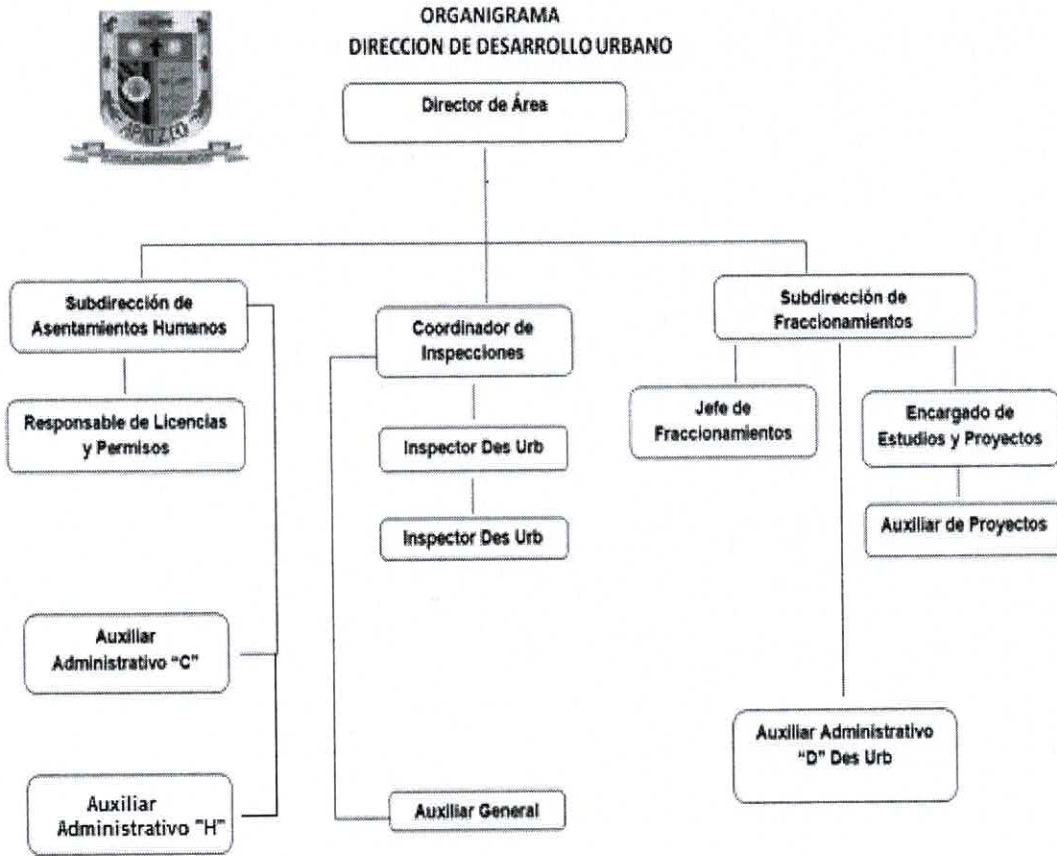 ORGANIGRAMA
DIRECCION DE DESARROLLO URBANO
APATZEO
Director de Área
Subdirección de
Asentamientos Humanos
Coordinador de
Inspecciones
Subdirección de
Fraccionamientos
Responsable de Licencias
y Permisos
Inspector Des Urb
Inspector Des Urb
Jefe de
Fraccionamientos
Encargado de
Estudios y Proyectos
Auxiliar de Proyectos
Auxiliar
Administrativo "C"
Auxiliar
Administrativo "H"
Auxiliar General
Auxiliar Administrativo
"D" Des Urb